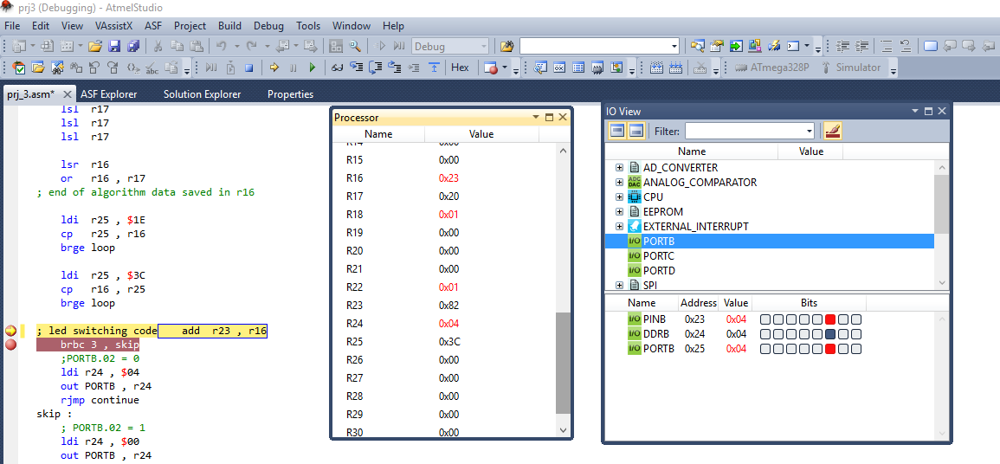 prj3 (Debugging) - AtmelStudio
File Edit View VAssistX ASF Project Build Debug Tools Window Help
Debug
Hex ATmega328P Simulator
prj_3.asm* ASF Explorer Solution Explorer Properties
lsl r17
lsl r17
lsl r17
lsr r16
or r16 , r17
; end of algorithm data saved in r16
ldi r25 , $1E
cp r25 , r16
brge loop
ldi r25 , $3C
cp r16 , r25
brge loop
; led switching code add r23 , r16
brbc 3 , skip
;PORTB.02 = 0
ldi r24 , $04
out PORTB , r24
rjmp continue
skip :
; PORTB.02 = 1
ldi r24 , $00
out PORTB , r24
Processor
Name Value
R14 0x00
R15 0x00
R16 0x23
R17 0x20
R18 0x01
R19 0x00
R20 0x00
R21 0x00
R22 0x01
R23 0x82
R24 0x04
R25 0x3C
R26 0x00
R27 0x00
R28 0x00
R29 0x00
R30 0x00
IO View
Filter:
Name Value
AD_CONVERTER
ADC DAC ANALOG_COMPARATOR
CPU
EEPROM
EXTERNAL_INTERRUPT
I/O PORTB
I/O PORTC
I/O PORTD
SPI
Name Address Value Bits
I/O PINB 0x23 0x04
I/O DDRB 0x24 0x04
I/O PORTB 0x25 0x04